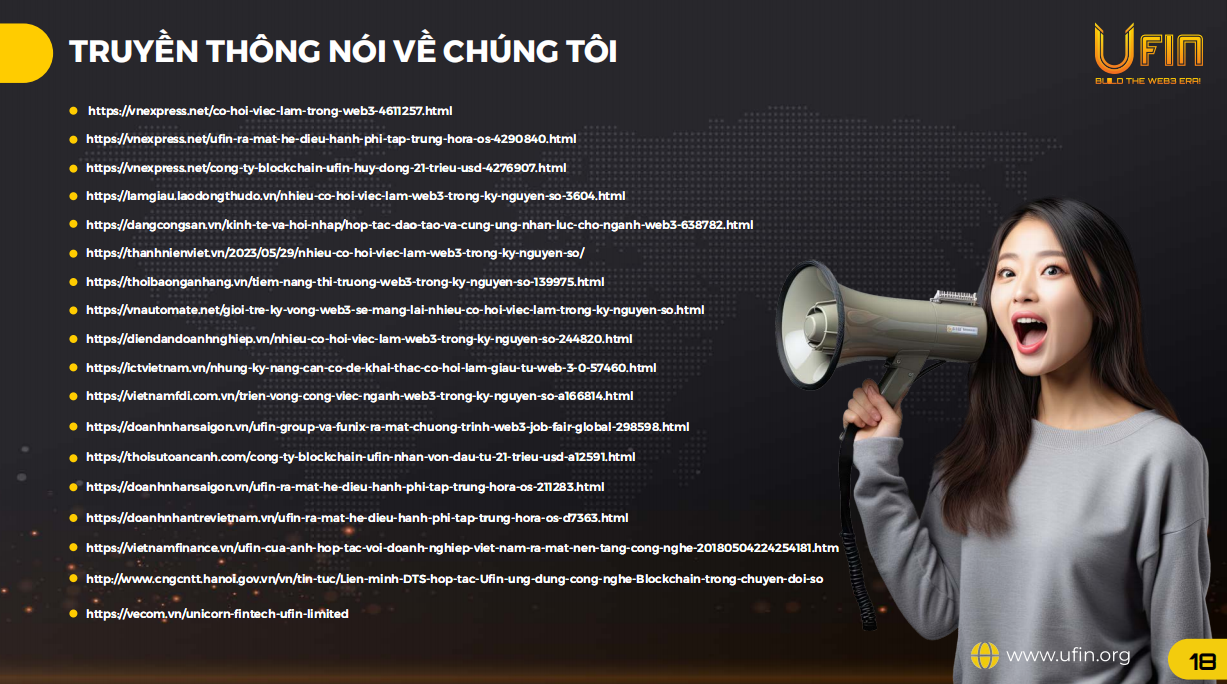 TRUYỀN THÔNG NÓI VỀ CHÚNG TÔI
UFIN
BUILD THE WEB3 ERA!
https://vnexpress.net/co-hoi-viec-lam-trong-web3-4611257.html
https://vnexpress.net/ufin-ra-mat-he-dieu-hanh-phi-tap-trung-hora-os-4290840.html
https://vnexpress.net/cong-ty-blockchain-ufin-huy-dong-21-trieu-usd-4276907.html
https://lamgiau.laodongthudo.vn/nhieu-co-hoi-viec-lam-web3-trong-ky-nguyen-so-3604.html
https://dangcongsan.vn/kinh-te-va-hoi-nhap/hop-tac-dao-tao-va-cung-ung-nhan-luc-cho-nganh-web3-638782.html
https://thanhnienviet.vn/2023/05/29/nhieu-co-hoi-viec-lam-web3-trong-ky-nguyen-so/
https://thoibaonganhang.vn/tiem-nang-thi-truong-web3-trong-ky-nguyen-so-139975.html
https://vnautomate.net/gioi-tre-ky-vong-web3-se-mang-lai-nhieu-co-hoi-viec-lam-trong-ky-nguyen-so.html
https://diendandoanhnghiep.vn/nhieu-co-hoi-viec-lam-web3-trong-ky-nguyen-so-244820.html
https://ictvietnam.vn/nhung-ky-nang-can-co-de-khai-thac-co-hoi-lam-giau-tu-web-3-0-57460.html
https://vietnamfdi.com.vn/trien-vong-cong-viec-nganh-web3-trong-ky-nguyen-so-a166814.html
https://doanhnhansaigon.vn/ufin-group-va-funix-ra-mat-chuong-trinh-web3-job-fair-global-298598.html
https://thoisutoancanh.com/cong-ty-blockchain-ufin-nhan-von-dau-tu-21-trieu-usd-a12591.html
https://doanhnhansaigon.vn/ufin-ra-mat-he-dieu-hanh-phi-tap-trung-hora-os-211283.html
https://doanhnhantrevietnam.vn/ufin-ra-mat-he-dieu-hanh-phi-tap-trung-hora-os-d7363.html
https://vietnamfinance.vn/ufin-cua-anh-hop-tac-voi-doanh-nghiep-viet-nam-ra-mat-nen-tang-cong-nghe-20180504224254181.htm
http://www.cngcntt.hanoi.gov.vn/vn/tin-tuc/Lien-minh-DTS-hop-tac-Ufin-ung-dung-cong-nghe-Blockchain-trong-chuyen-doi-so
https://vecom.vn/unicorn-fintech-ufin-limited
www.ufin.org
18